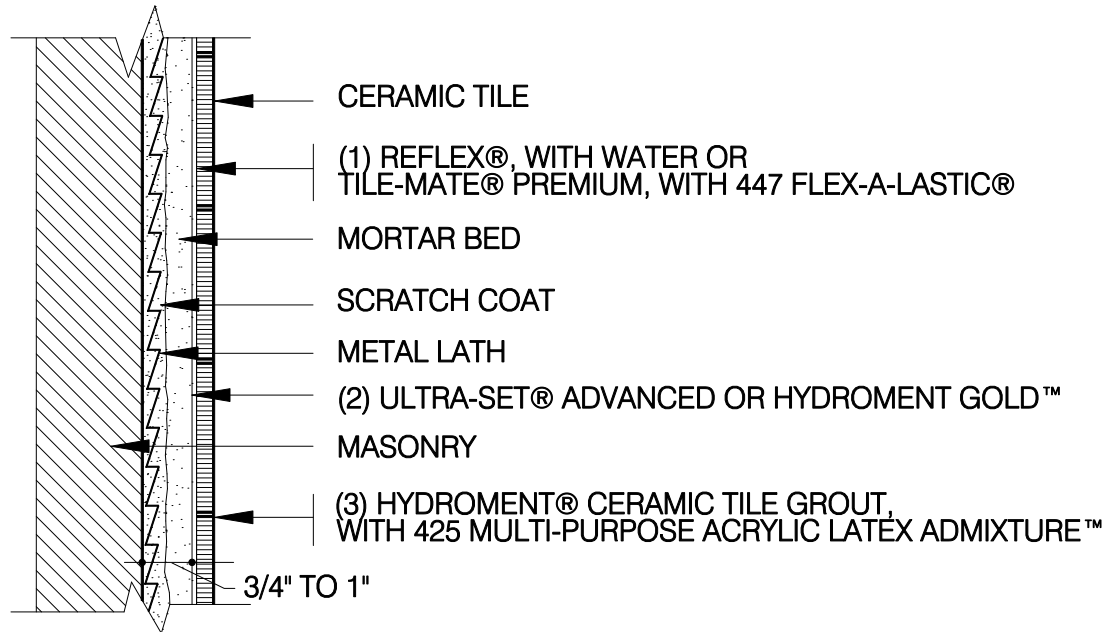 CERAMIC TILE
(1) REFLEX®, WITH WATER OR
TILE-MATE® PREMIUM, WITH 447 FLEX-A-LASTIC®
MORTAR BED
SCRATCH COAT
METAL LATH
(2) ULTRA-SET® ADVANCED OR HYDROMENT GOLD™
MASONRY
(3) HYDROMENT® CERAMIC TILE GROUT,
WITH 425 MULTI-PURPOSE ACRYLIC LATEX ADMIXTURE™
3/4" TO 1"